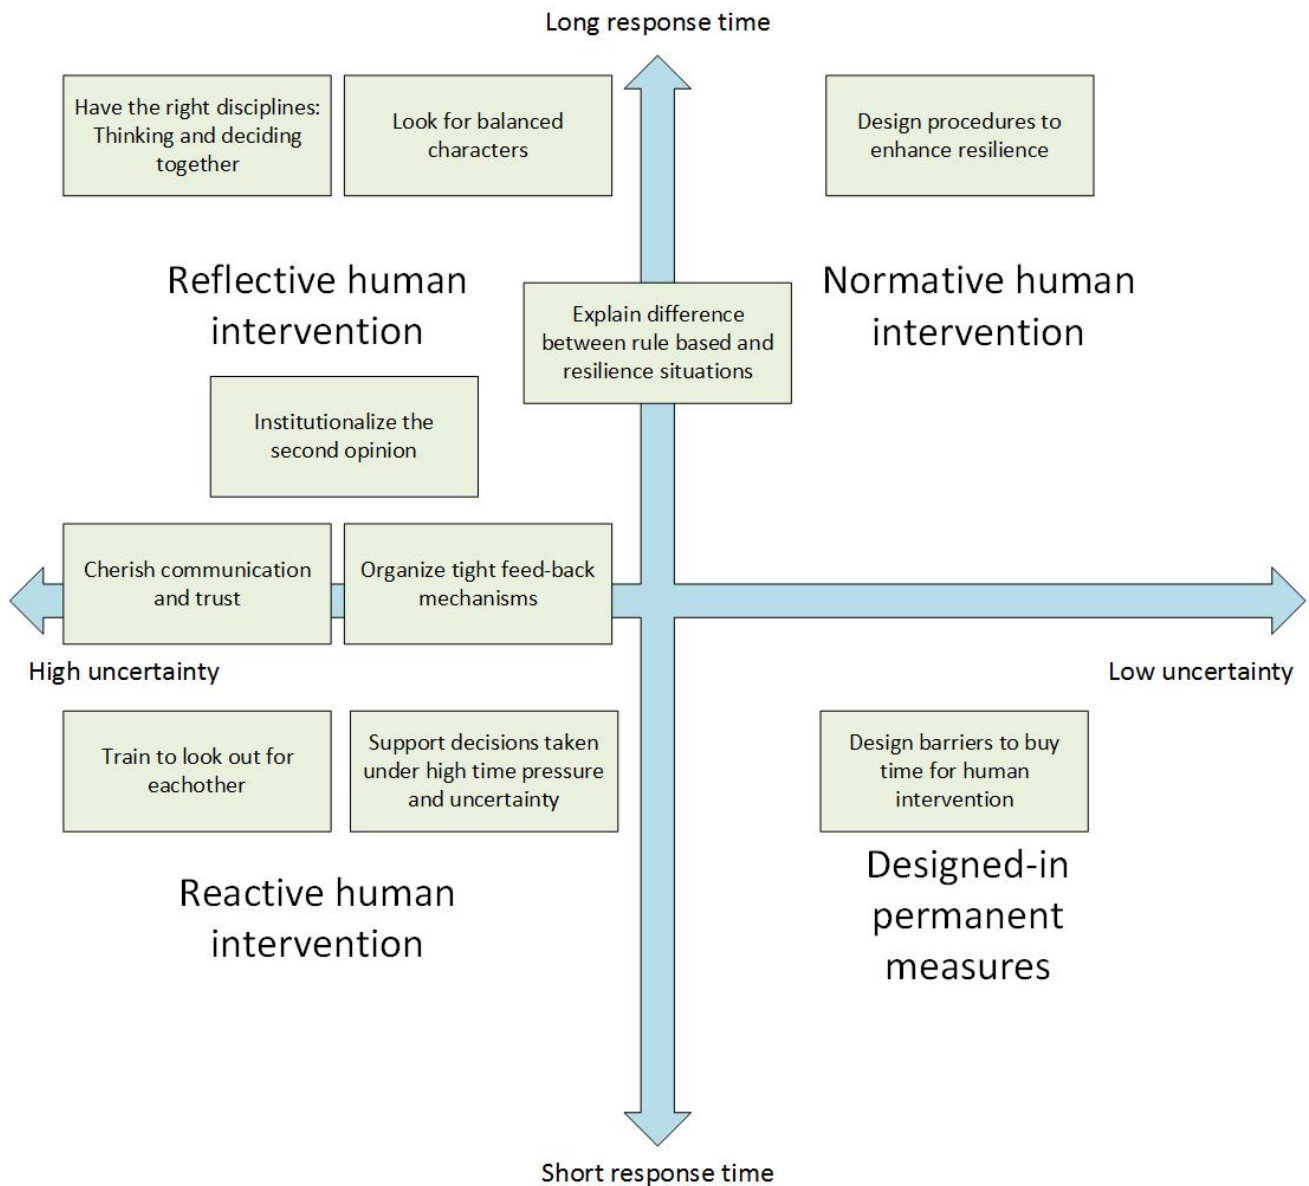 Long response time
Have the right disciplines:
Thinking and deciding
together
Look for balanced
characters
Design procedures to
enhance resilience
Reflective human
intervention
Normative human
intervention
Explain difference
between rule based and
resilience situations
Institutionalize the
second opinion
Cherish communication
and trust
Organize tight feed-back
mechanisms
High uncertainty
Low uncertainty
Train to look out for
eachother
Support decisions taken
under high time pressure
and uncertainty
Design barriers to buy
time for human
intervention
Reactive human
intervention
Designed-in
permanent
measures
Short response time